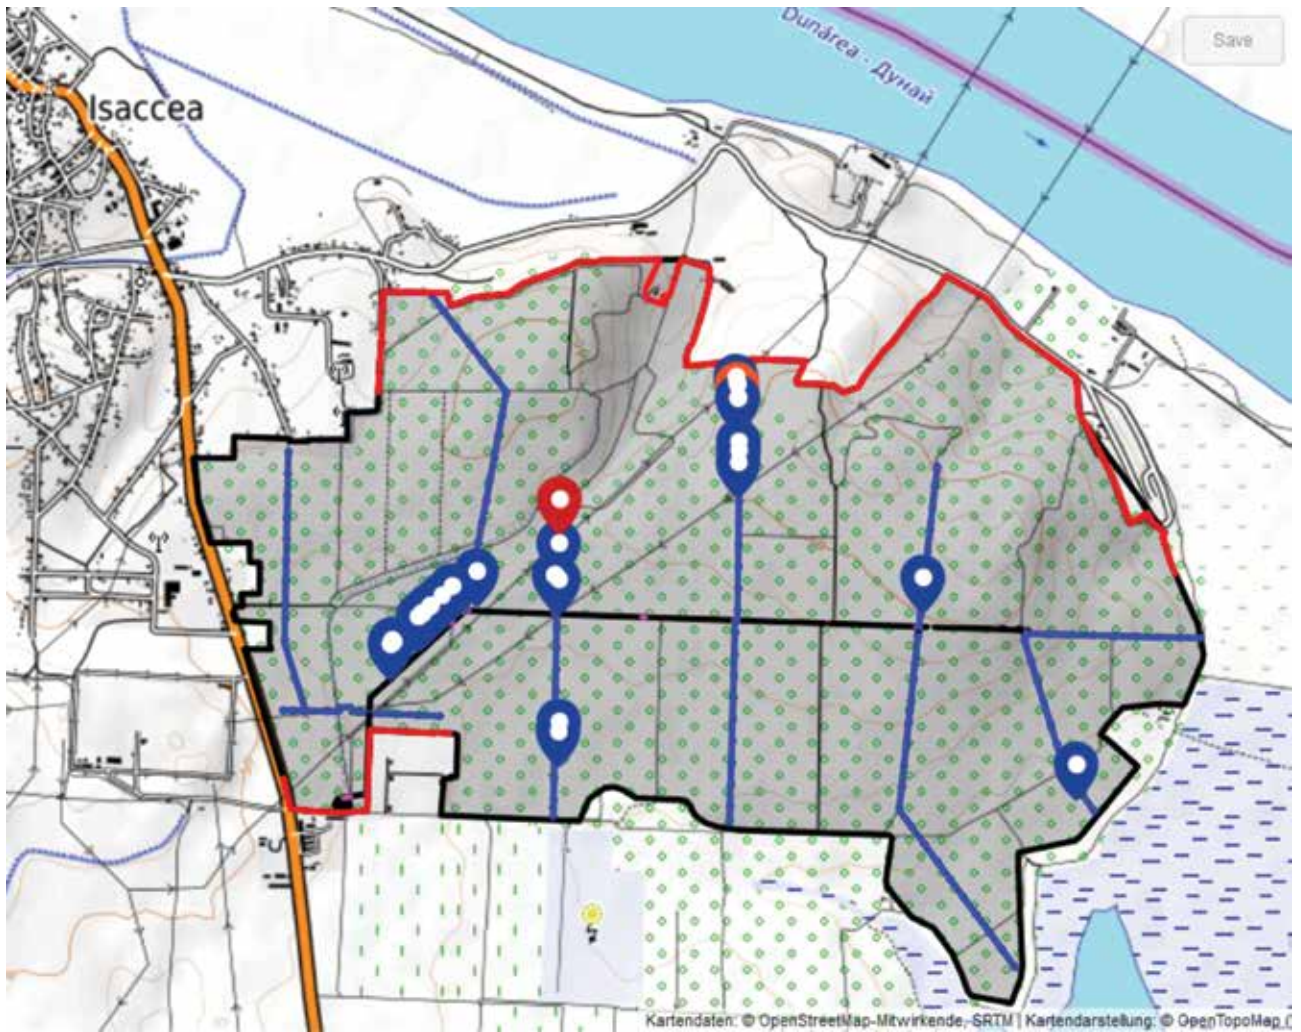 Save
Dunărea - Дунай
Isaccea
Kartendaten: © OpenStreetMap-Mitwirkende, SRTM | Kartendarstellung: © OpenTopoMap (